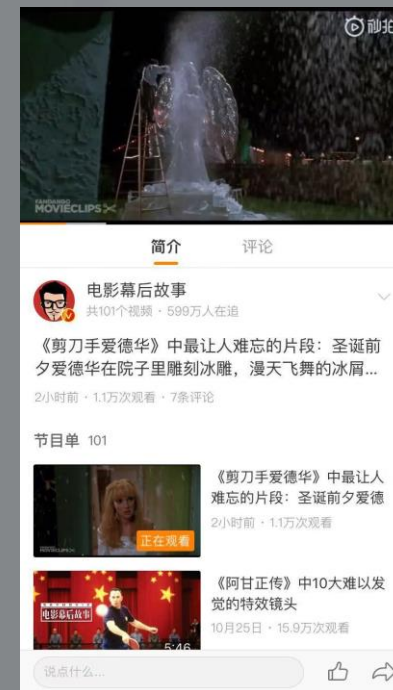 秒拍
FANDANGO
MOVIECLIPS
简介
评论
电影幕后故事
共101个视频・599万人在追
《剪刀手爱德华》中最让人难忘的片段：圣诞前
夕爱德华在院子里雕刻冰雕，漫天飞舞的冰屑...
2小时前・1.1万次观看・7条评论
节目单 101
《剪刀手爱德华》中最让人
难忘的片段：圣诞前夕爱德
2小时前・1.1万次观看
正在观看
MOVIECLIPS
《阿甘正传》中10大难以发
觉的特效镜头
10月25日・15.9万次观看
电影幕后故事
5:46
说点什么...